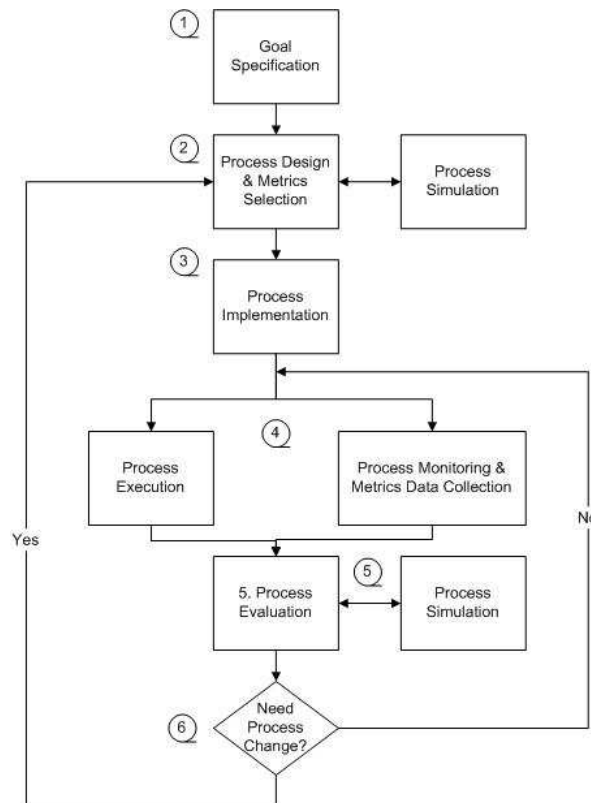 1
Goal
Specification
2
Process Design
& Metrics
Selection
Process
Simulation
3
Process
Implementation
4
Process
Execution
Process Monitoring &
Metrics Data Collection
No
Yes
5. Process
Evaluation
5
Process
Simulation
6
Need
Process
Change?